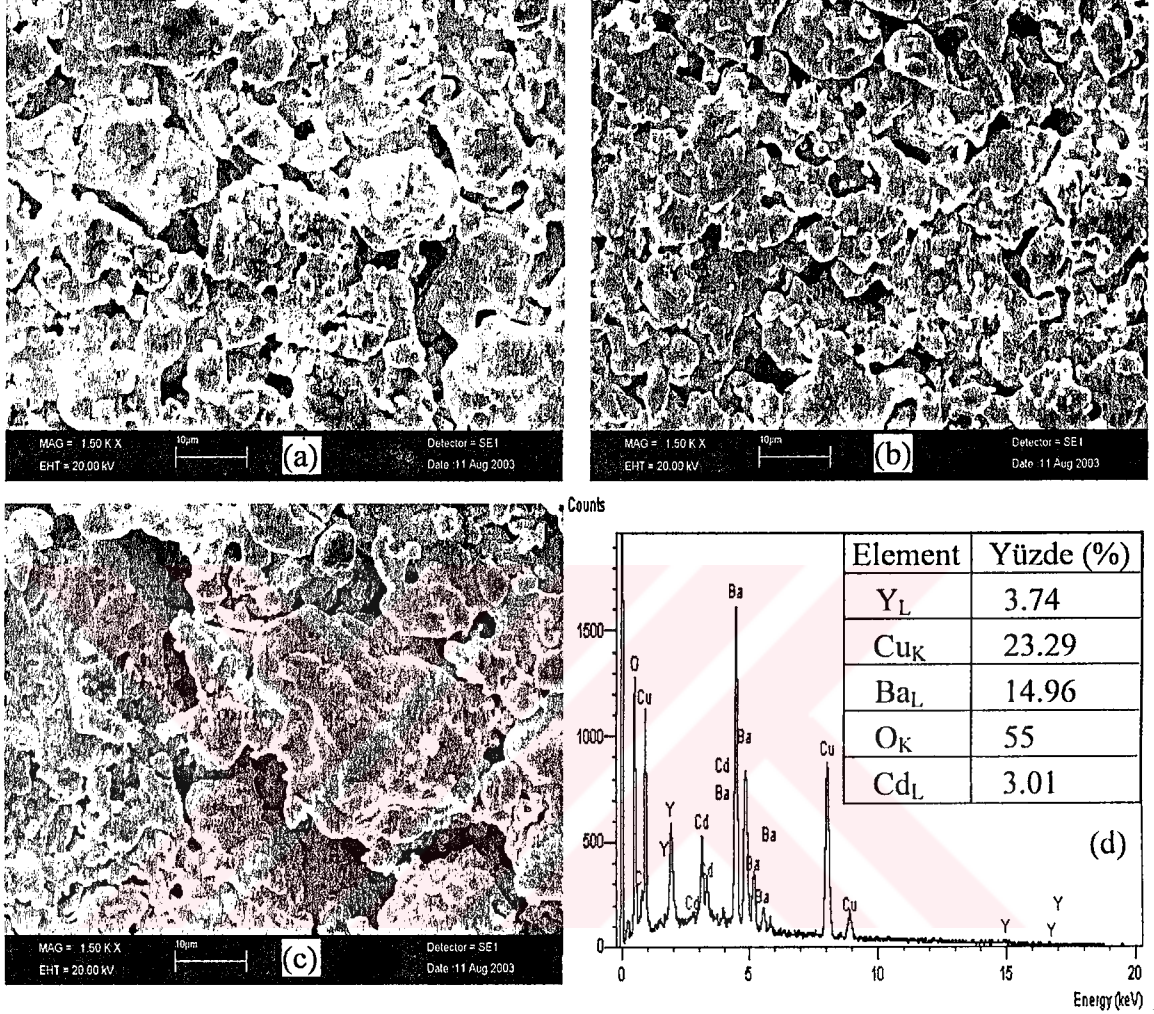 MAG = 1.50 K X
10µm
Detector = SE1
EHT = 20.00 kV
(a)
Date :11 Aug 2003
MAG = 1.50 K X
10µm
Detector = SE1
EHT = 20.00 kV
(b)
Date :11 Aug 2003
MAG = 1.50 K X
10µm
Detector = SE1
EHT = 20.00 kV
(c)
Date :11 Aug 2003
Counts
Element Yüzde (%)
Y_L 3.74
Cu_K 23.29
Ba_L 14.96
O_K 55
Cd_L 3.01
(d)
1500
1000
500
0
O
Cu
Y
Y
Cd
Cd
Cd
Ba
Ba
Cd
Ba
Ba
Ba
Ba
Cu
Cu
Y
Y
Y
0 5 10 15 20
Energy (keV)